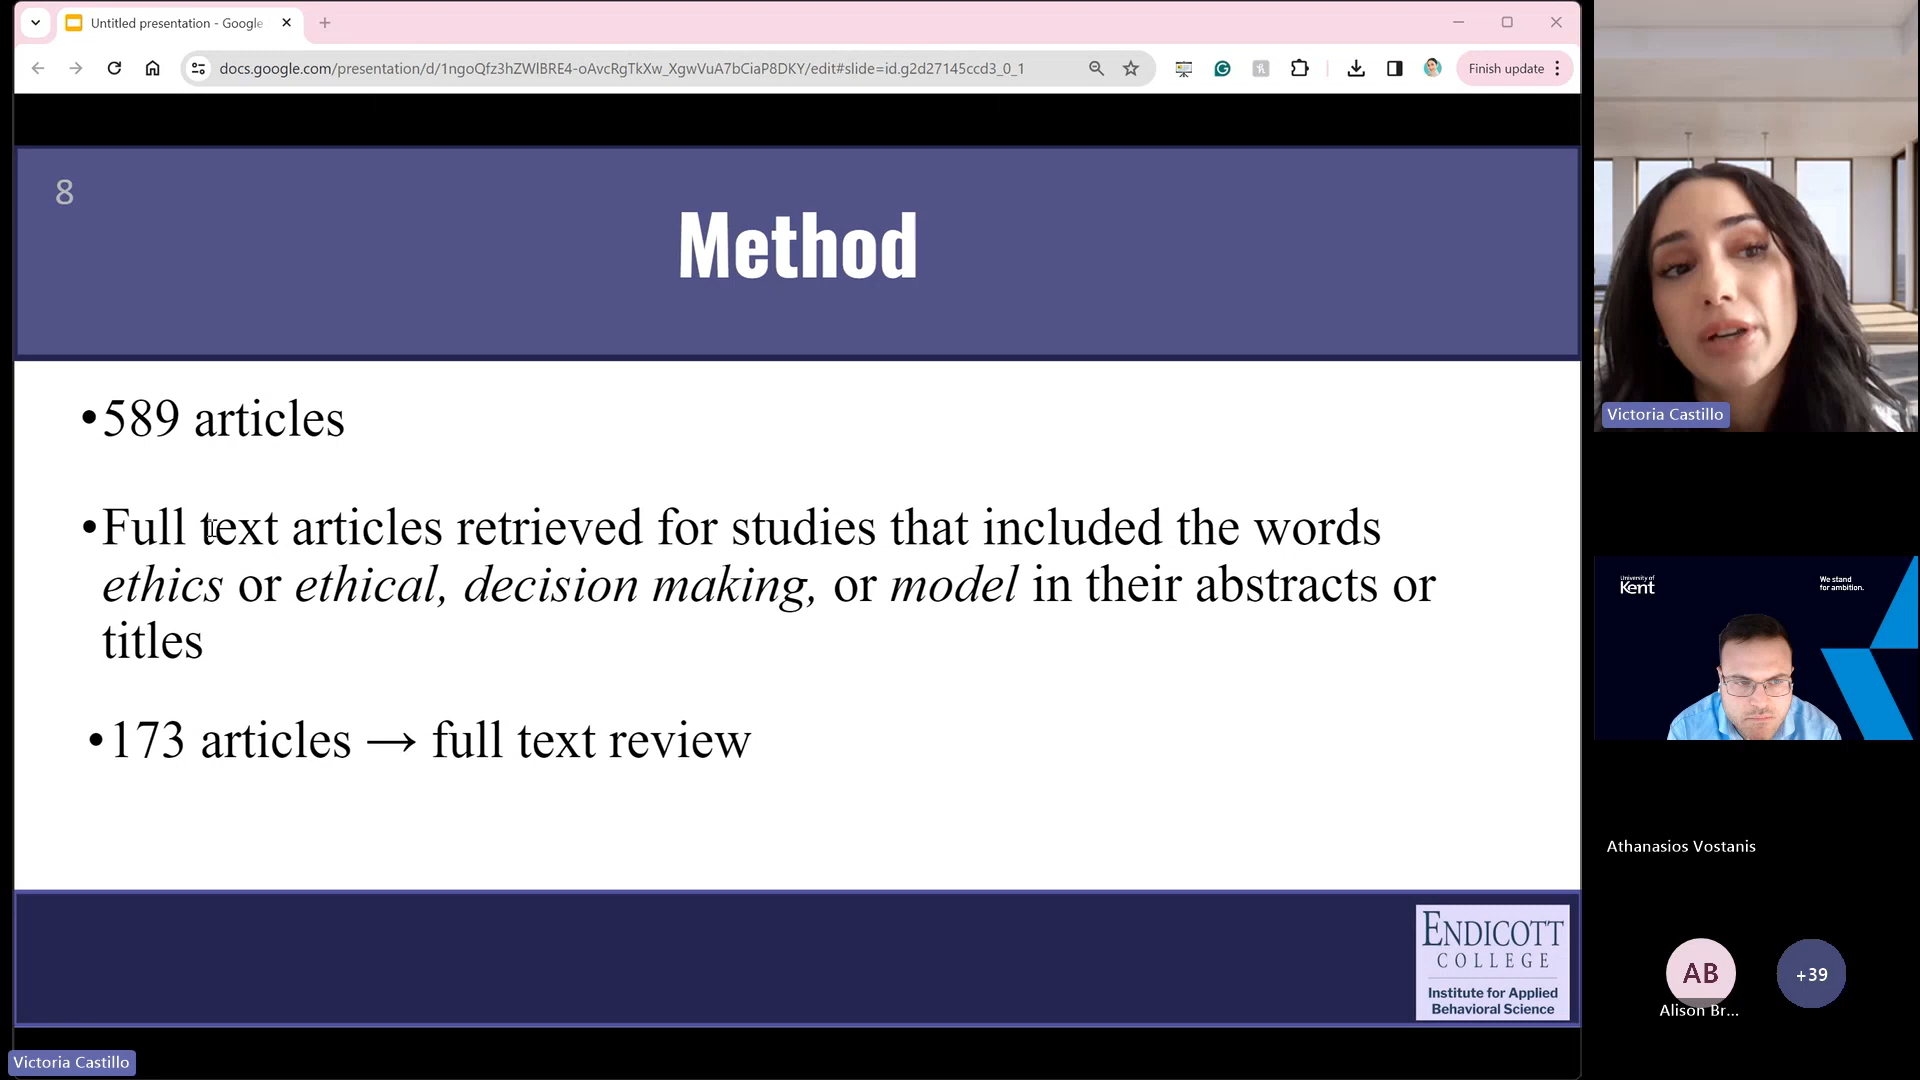 Untitled presentation - Google
docs.google.com/presentation/d/1ngoQfz3hZWlBRE4-oAvcRgTkXw_XgwVuA7bCiaP8DKY/edit#slide=id.g2d27145ccd3_0_1
Finish update
8
Method
•589 articles
•Full text articles retrieved for studies that included the words
ethics or ethical, decision making, or model in their abstracts or
titles
•173 articles → full text review
ENDICOTT
COLLEGE
Institute for Applied
Behavioral Science
Victoria Castillo
Victoria Castillo
University of
Kent
We stand
for ambition.
Athanasios Vostanis
AB
+39
Alison Br...